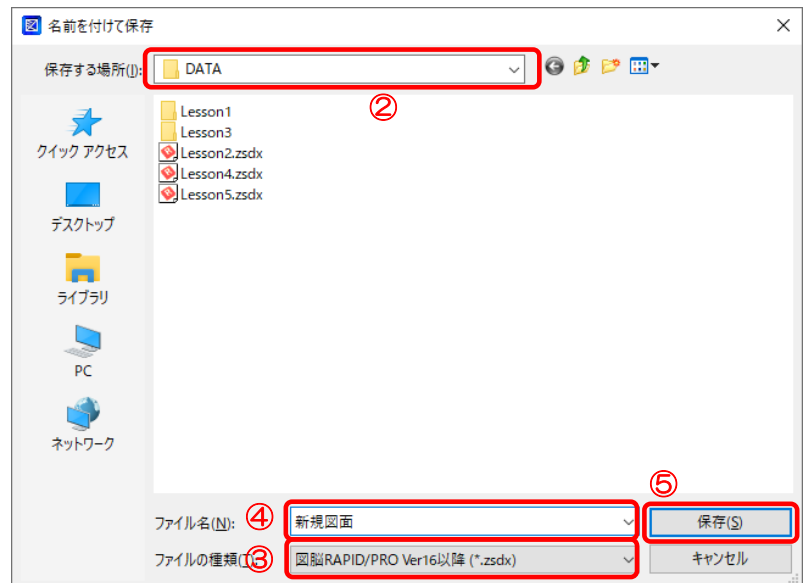 名前を付けて保存
保存する場所(I):
DATA
②
Lesson1
Lesson3
Lesson2.zsdx
Lesson4.zsdx
Lesson5.zsdx
クイック アクセス
デスクトップ
ライブラリ
PC
ネットワーク
⑤
ファイル名(N):
④
新規図面
保存(S)
ファイルの種類(T):
③
図脳RAPID/PRO Ver16以降 (*.zsdx)
キャンセル